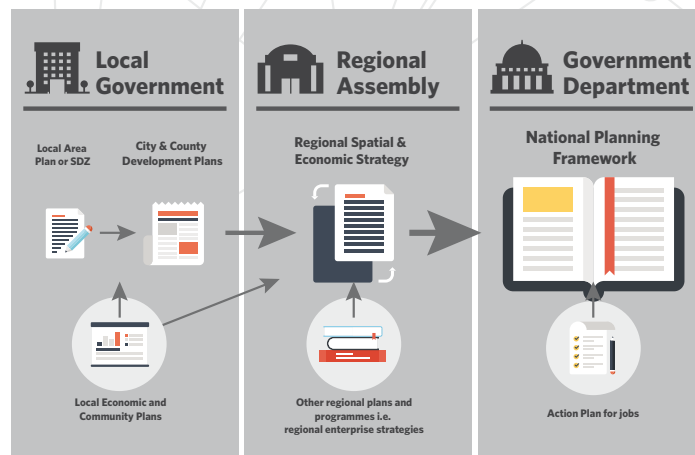 Local
Government
Local Area
Plan or SDZ
City & County
Development Plans
Local Economic and
Community Plans
Regional
Assembly
Regional Spatial &
Economic Strategy
Other regional plans and
programmes i.e.
regional enterprise strategies
Government
Department
National Planning
Framework
Action Plan for jobs